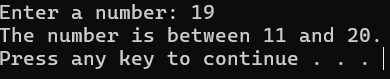 Enter a number: 19
The number is between 11 and 20.
Press any key to continue . . .